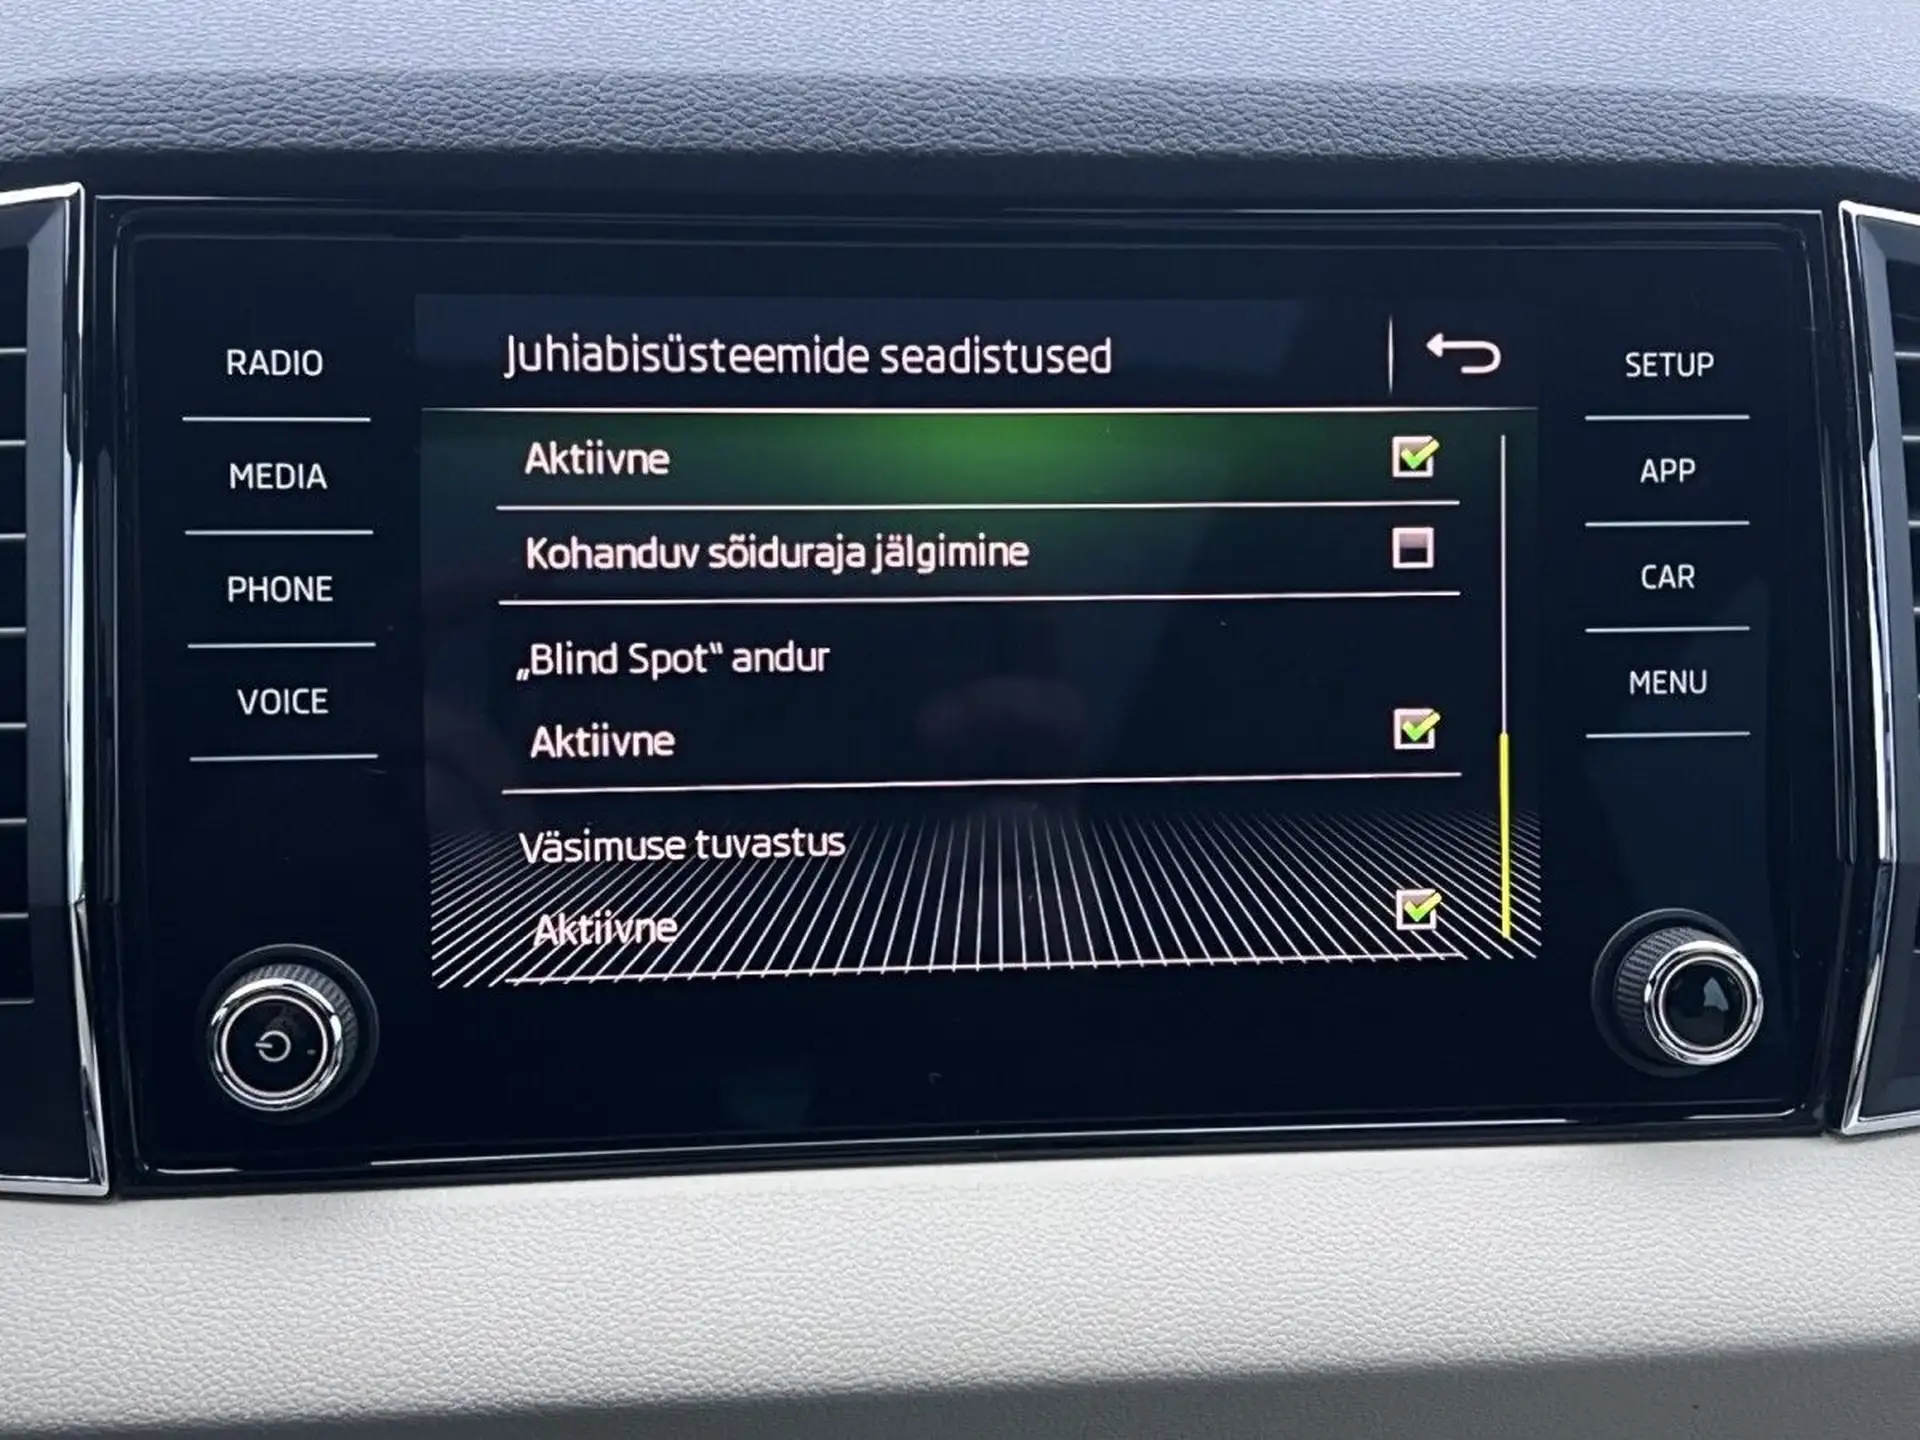 Juhiabisüsteemide seadistused
RADIO
MEDIA
PHONE
VOICE
Aktiivne
Kohanduv sõiduraja jälgimine
„Blind Spot“ andur
Aktiivne
Väsimuse tuvastus
Aktiivne
SETUP
APP
CAR
MENU